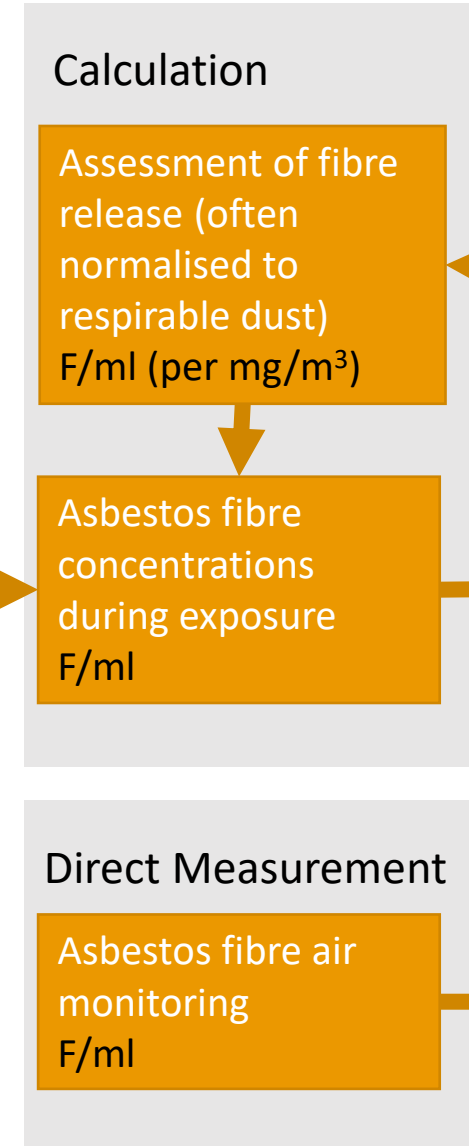 Calculation
Assessment of fibre
release (often
normalised to
respirable dust)
F/ml (per mg/m³)
Asbestos fibre
concentrations
during exposure
F/ml
Direct Measurement
Asbestos fibre air
monitoring
F/ml